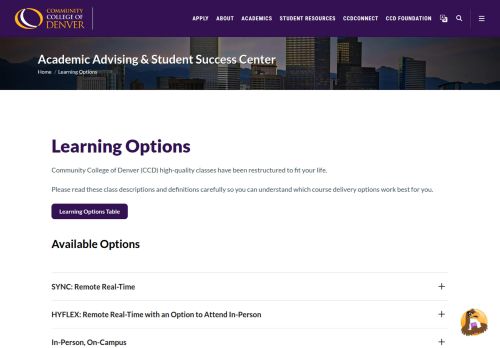 COMMUNITY
COLLEGE OF
DENVER
APPLY ABOUT ACADEMICS STUDENT RESOURCES CCDCONNECT CCD FOUNDATION
Academic Advising & Student Success Center
Home / Learning Options
Learning Options
Community College of Denver (CCD) high-quality classes have been restructured to fit your life.
Please read these class descriptions and definitions carefully so you can understand which course delivery options work best for you.
Learning Options Table
Available Options
SYNC: Remote Real-Time
HYFLEX: Remote Real-Time with an Option to Attend In-Person
In-Person, On-Campus